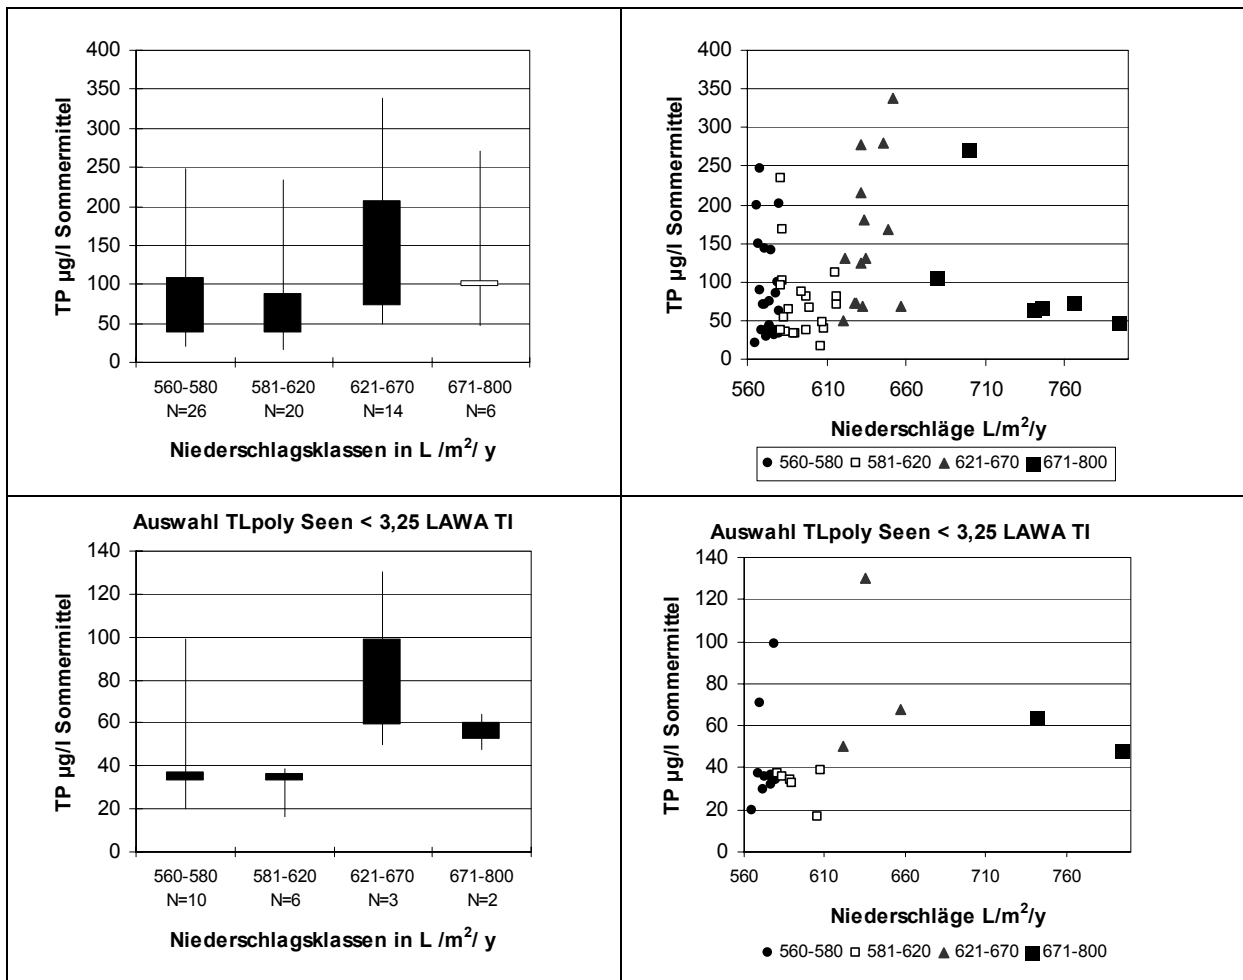 400
350
300
250
200
150
100
50
0
TP µg/l Sommermittel
560-580 581-620 621-670 671-800
N=26 N=20 N=14 N=6
Niederschlagsklassen in L /m²/ y
400
350
300
250
200
150
100
50
0
TP µg/l Sommermittel
560 610 660 710 760
Niederschläge L/m²/y
560-580 581-620 621-670 671-800
Auswahl TLpoly Seen < 3,25 LAWA TI
140
120
100
80
60
40
20
0
TP µg/l Sommermittel
560-580 581-620 621-670 671-800
N=10 N=6 N=3 N=2
Niederschlagsklassen in L /m²/ y
Auswahl TLpoly Seen < 3,25 LAWA TI
140
120
100
80
60
40
20
0
TP µg/l Sommermittel
560 610 660 710 760
Niederschläge L/m²/y
560-580 581-620 621-670 671-800